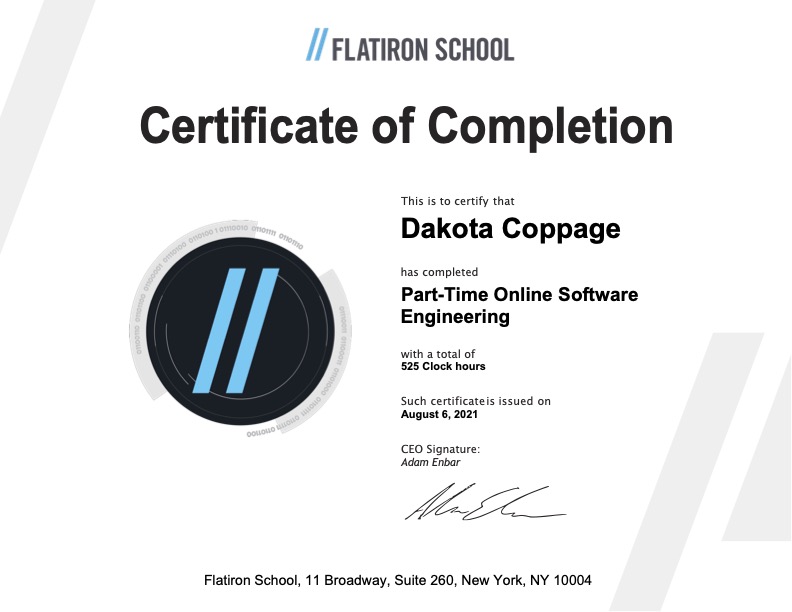 FLATIRON SCHOOL
Certificate of Completion
This is to certify that
Dakota Coppage
has completed
Part-Time Online Software
Engineering
with a total of
525 Clock hours
Such certificate is issued on
August 6, 2021
CEO Signature:
Adam Enbar
Flatiron School, 11 Broadway, Suite 260, New York, NY 10004